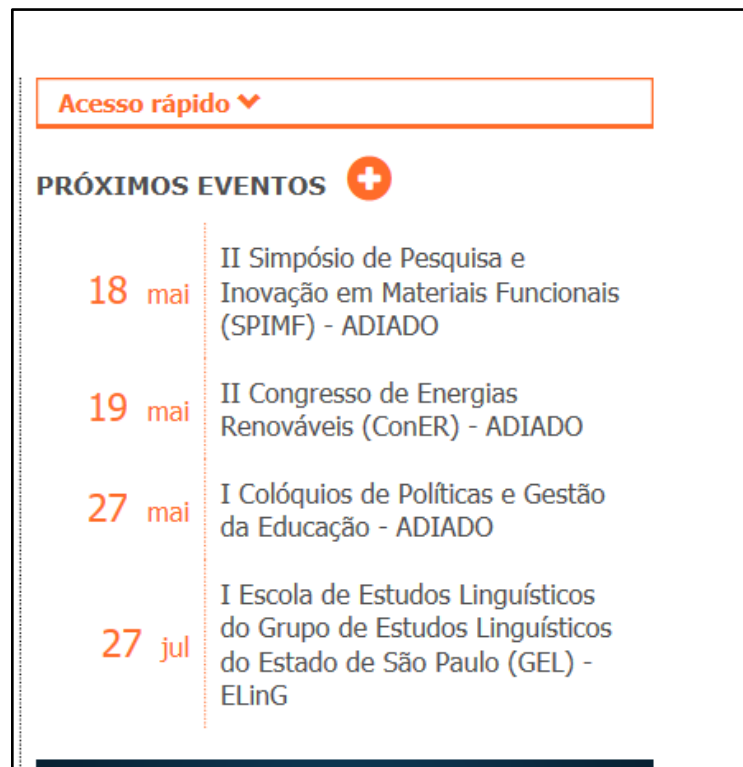 Acesso rápido
PRÓXIMOS EVENTOS
18 mai
II Simpósio de Pesquisa e
Inovação em Materiais Funcionais
(SPIMF) - ADIADO
19 mai
II Congresso de Energias
Renováveis (ConER) - ADIADO
27 mai
I Colóquios de Políticas e Gestão
da Educação - ADIADO
27 jul
I Escola de Estudos Linguísticos
do Grupo de Estudos Linguísticos
do Estado de São Paulo (GEL) -
ELinG